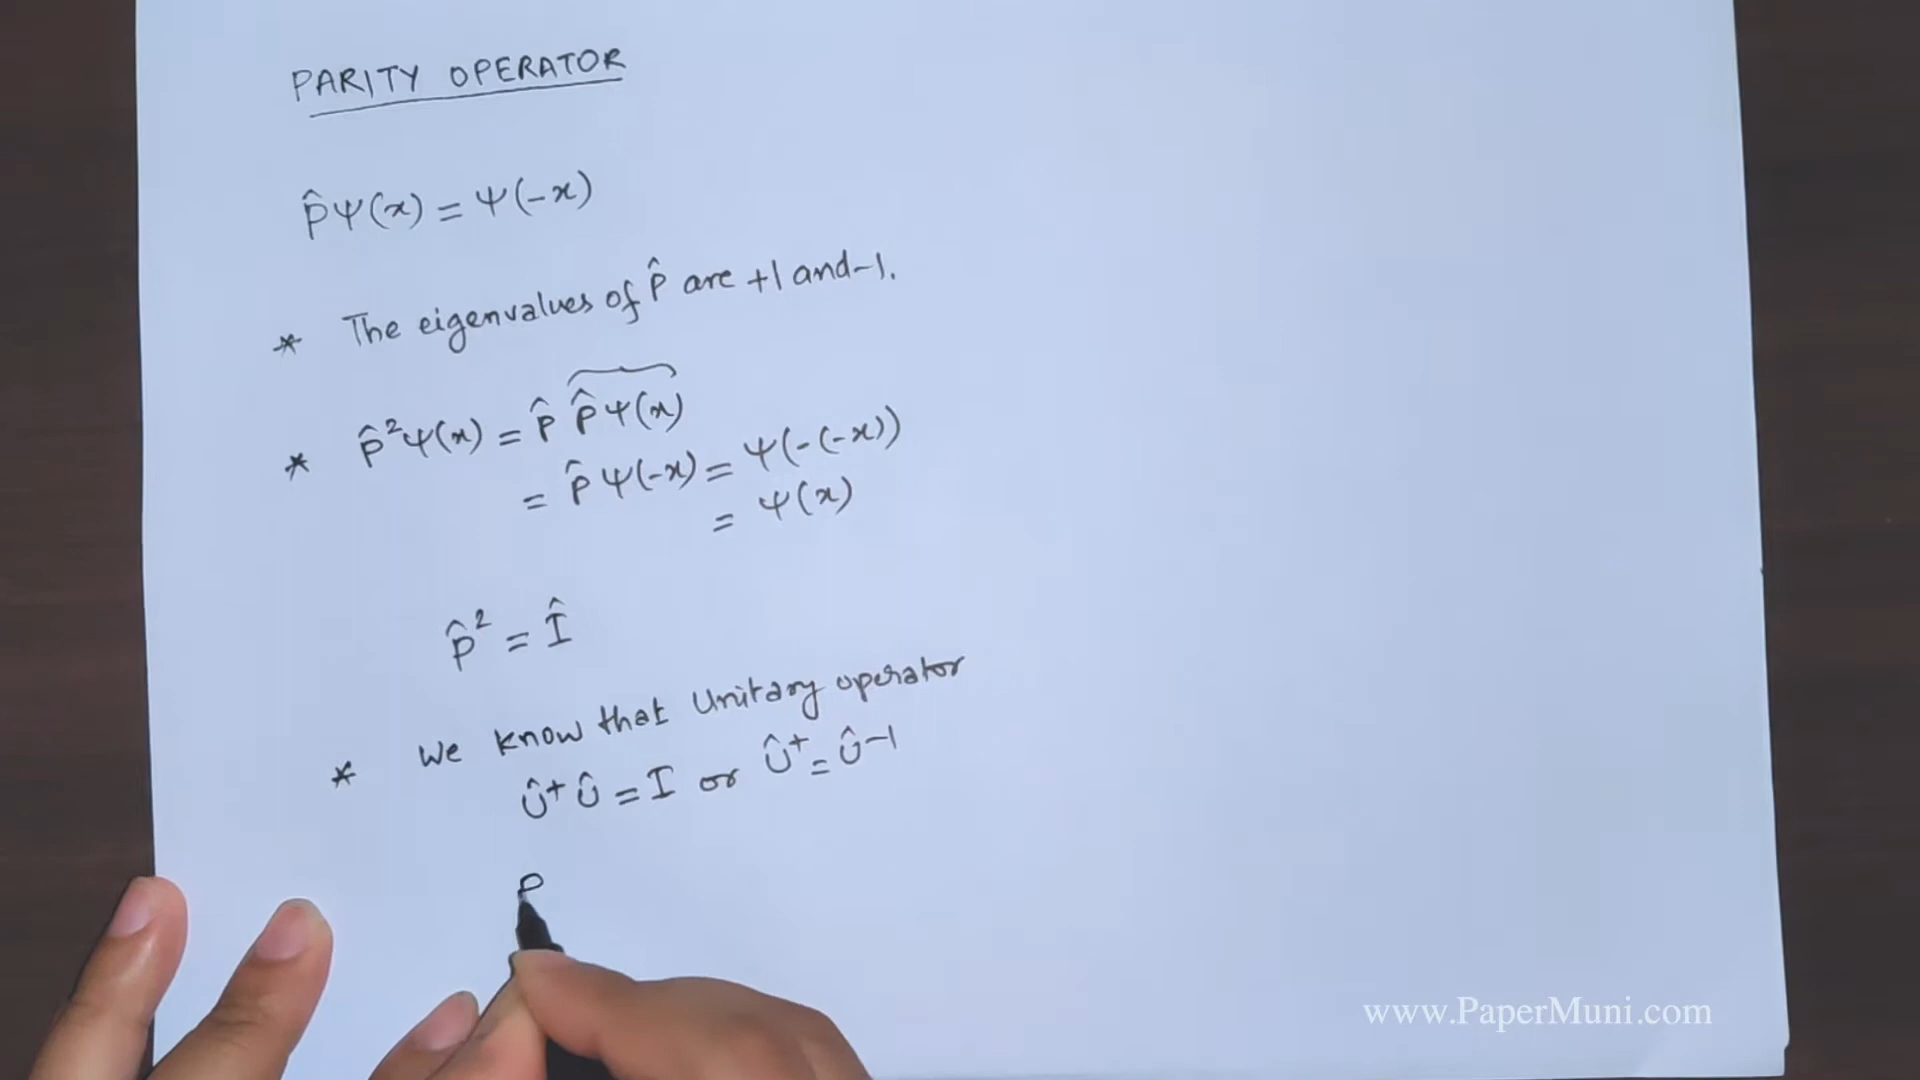 PARITY OPERATOR
P̂Ψ(x) = Ψ(-x)
* The eigenvalues of P̂ are +1 and -1.
* P̂²Ψ(x) = P̂ P̂Ψ(x)
= P̂Ψ(-x) = Ψ(-(-x))
= Ψ(x)
P̂² = Î
* We know that Unitary operator
Û⁺Û = I or Û⁺ = Û⁻¹
P
www.PaperMuni.com